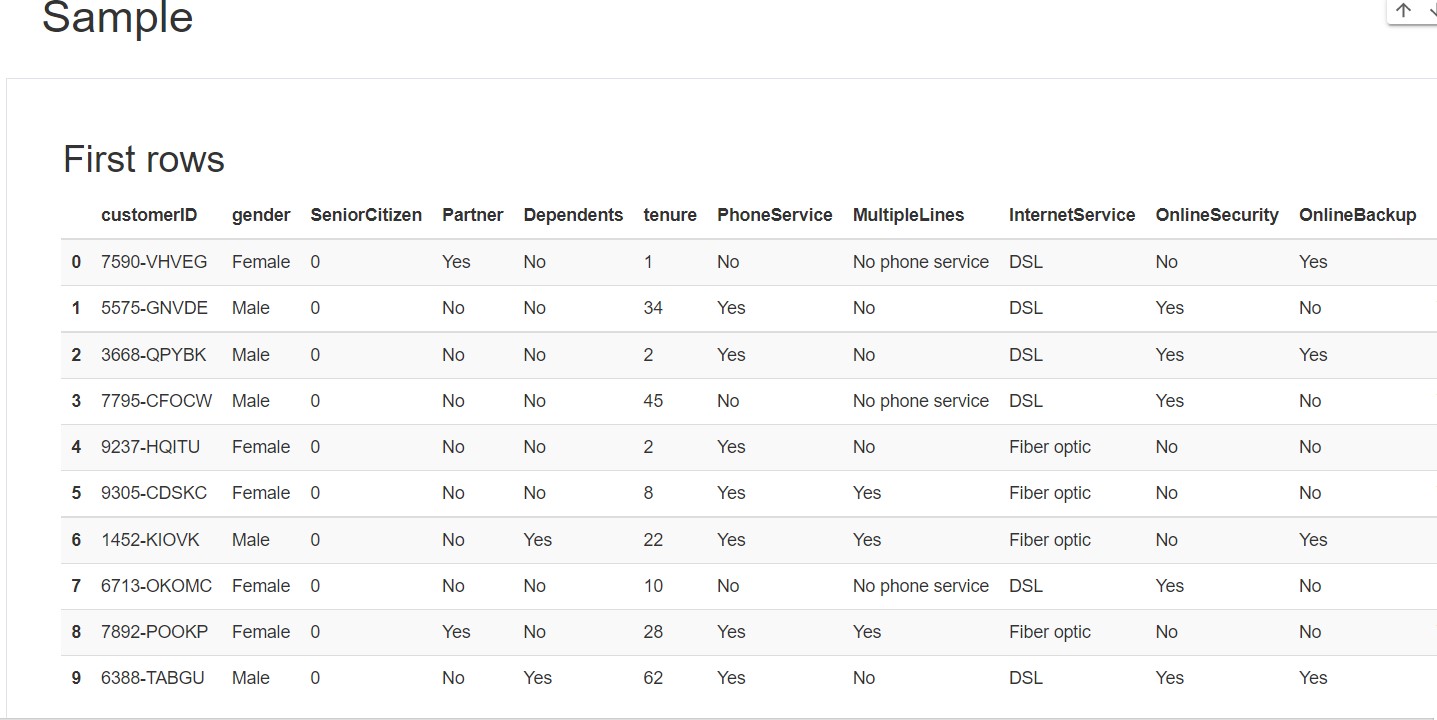 Sample
First rows
customerID gender SeniorCitizen Partner Dependents tenure PhoneService MultipleLines InternetService OnlineSecurity OnlineBackup
0 7590-VHVEG Female 0 Yes No 1 No No phone service DSL No Yes
1 5575-GNVDE Male 0 No No 34 Yes No DSL Yes No
2 3668-QPYBK Male 0 No No 2 Yes No DSL Yes Yes
3 7795-CFOCW Male 0 No No 45 No No phone service DSL Yes No
4 9237-HQITU Female 0 No No 2 Yes No Fiber optic No No
5 9305-CDSKC Female 0 No No 8 Yes Yes Fiber optic No No
6 1452-KIOVK Male 0 No Yes 22 Yes Yes Fiber optic No Yes
7 6713-OKOMC Female 0 No No 10 No No phone service DSL Yes No
8 7892-POOKP Female 0 Yes No 28 Yes Yes Fiber optic No No
9 6388-TABGU Male 0 No Yes 62 Yes No DSL Yes Yes